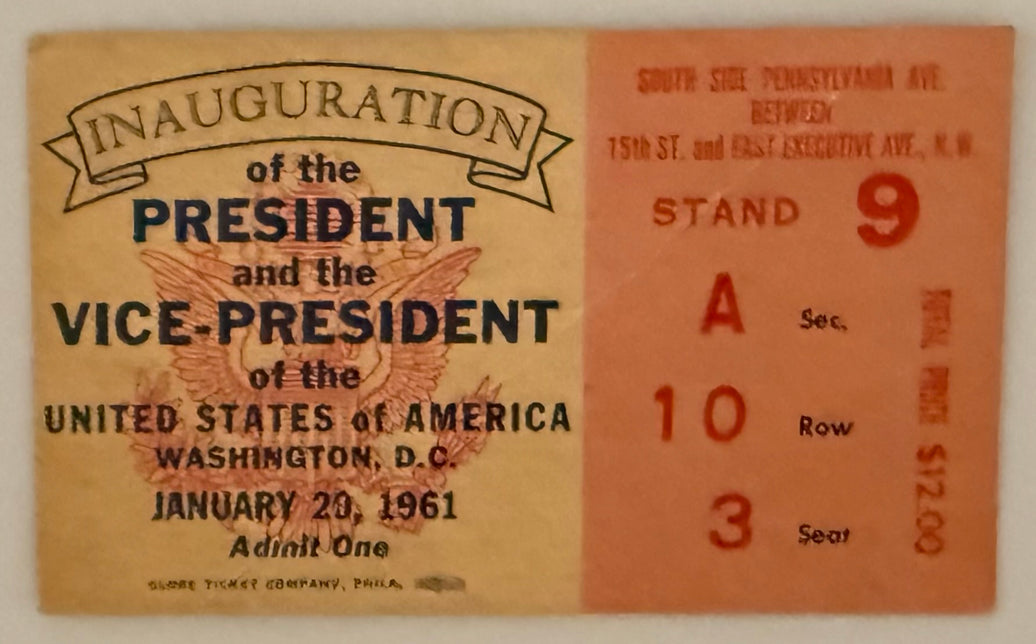 INAUGURATION
of the
PRESIDENT
and the
VICE-PRESIDENT
of the
UNITED STATES of AMERICA
WASHINGTON, D.C.
JANUARY 20, 1961
Admit One
GLOBE TICKET COMPANY, PHILA.
SOUTH SIDE PENNSYLVANIA AVE.
BETWEEN
15th ST. and EAST EXECUTIVE AVE., N.W.
STAND 9
A Sec.
10 Row
3 Seat
TOTAL PRICE $12.00